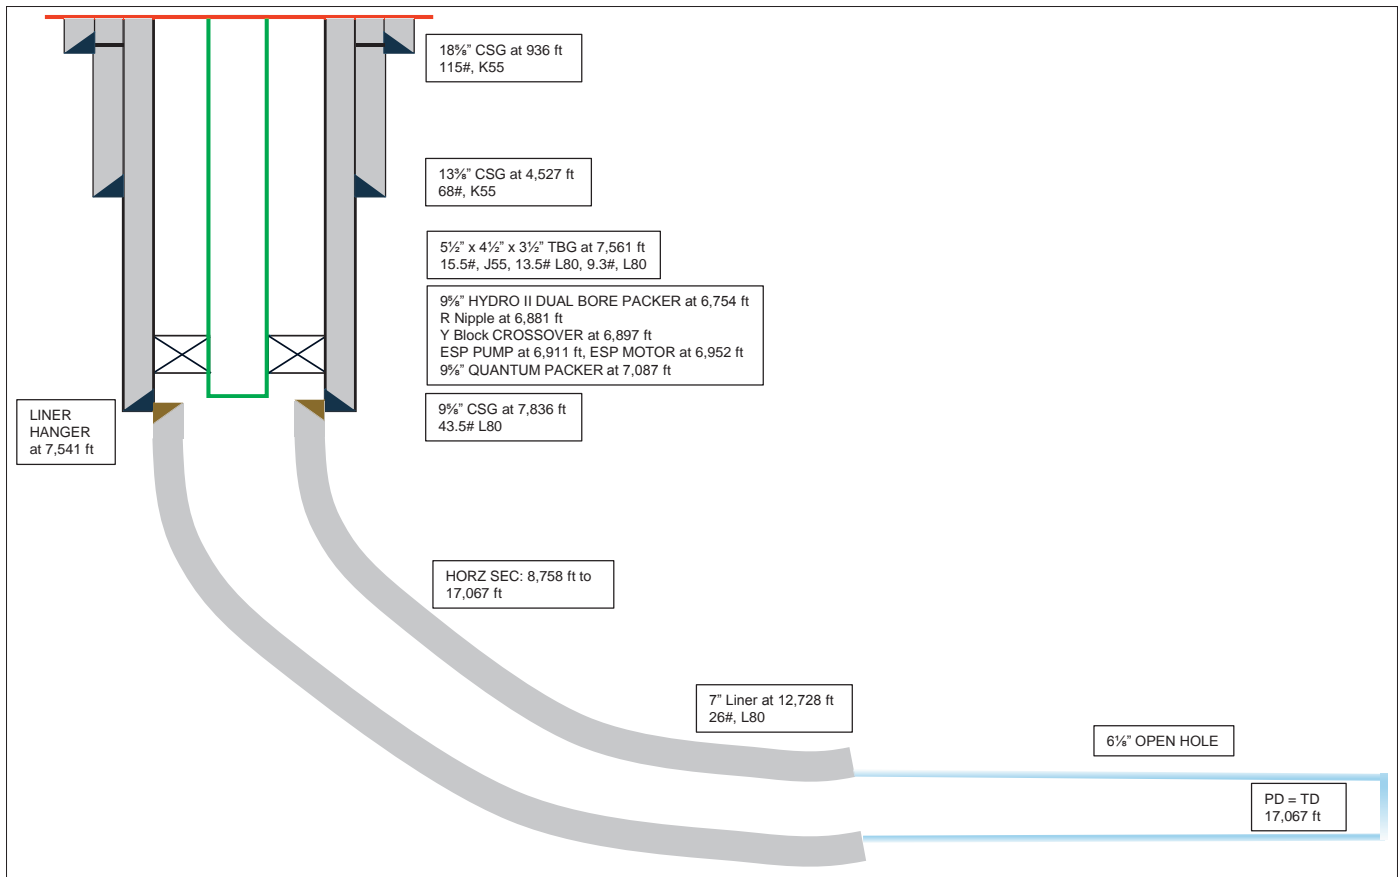 18⅝” CSG at 936 ft
115#, K55
13⅜” CSG at 4,527 ft
68#, K55
5½” x 4½” x 3½” TBG at 7,561 ft
15.5#, J55, 13.5# L80, 9.3#, L80
9⅝” HYDRO II DUAL BORE PACKER at 6,754 ft
R Nipple at 6,881 ft
Y Block CROSSOVER at 6,897 ft
ESP PUMP at 6,911 ft, ESP MOTOR at 6,952 ft
9⅝” QUANTUM PACKER at 7,087 ft
9⅝” CSG at 7,836 ft
43.5# L80
LINER
HANGER
at 7,541 ft
HORZ SEC: 8,758 ft to
17,067 ft
7” Liner at 12,728 ft
26#, L80
6⅛” OPEN HOLE
PD = TD
17,067 ft